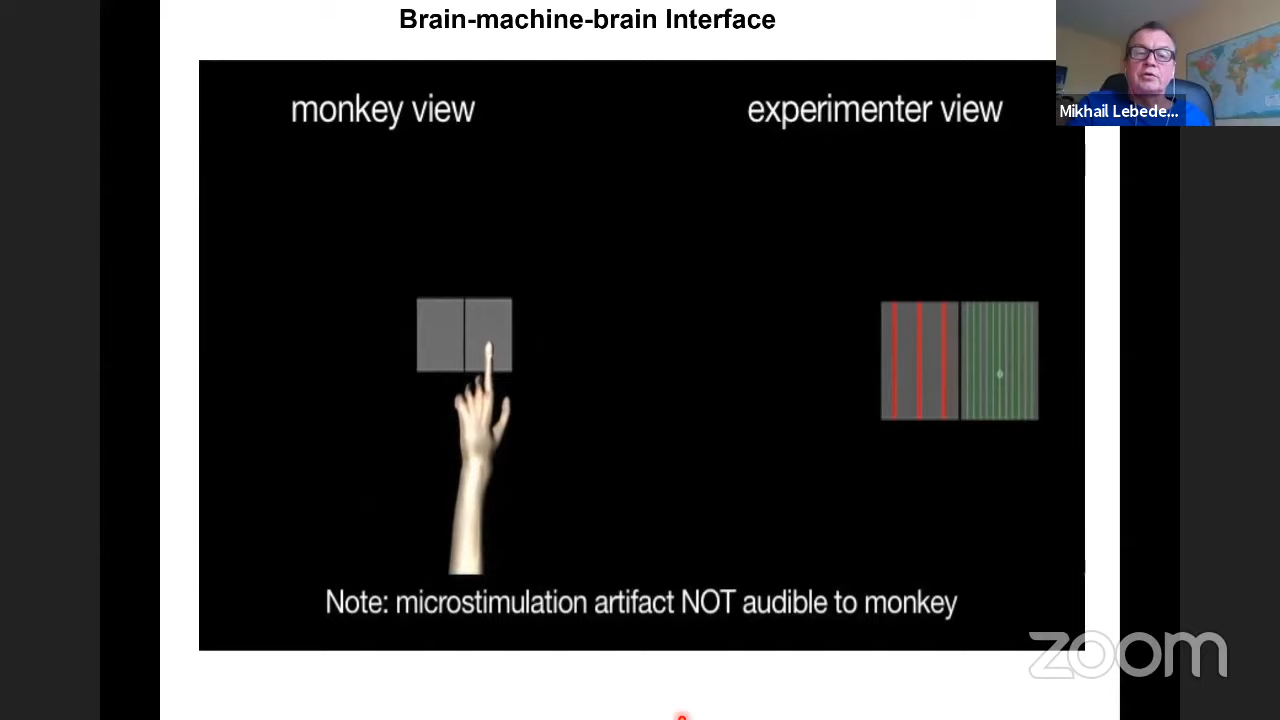 Brain-machine-brain Interface
monkey view
experimenter view
Mikhail Lebede...
Note: microstimulation artifact NOT audible to monkey
zoom